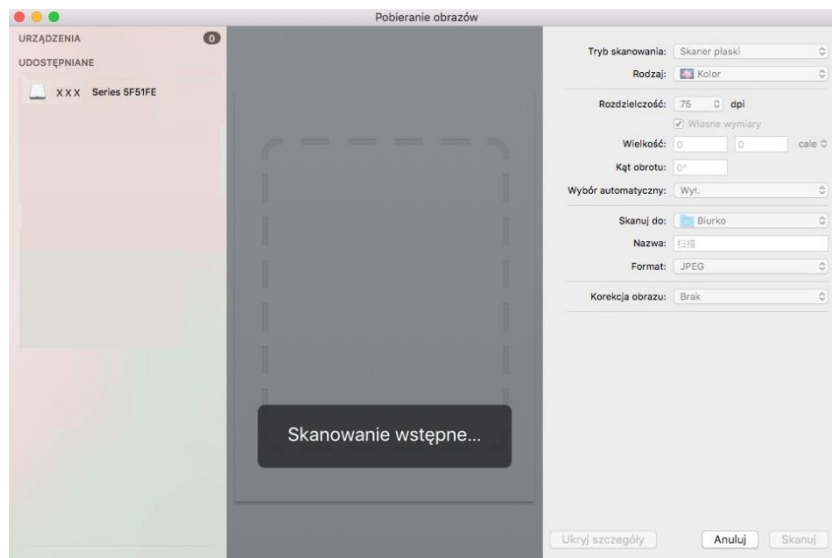 Pobieranie obrazów
URZĄDZENIA 0
UDOSTĘPNIANE
XXX Series 5F51FE
Skanowanie wstępne...
Tryb skanowania: Skaner płaski
Rodzaj: Kolor
Rozdzielczość: 75 dpi
Własne wymiary
Wielkość: 0 0 cale
Kąt obrotu: 0°
Wybór automatyczny: Wył.
Skanuj do: Biurko
Nazwa: 扫描
Format: JPEG
Korekcja obrazu: Brak
Ukryj szczegóły Anuluj Skanuj